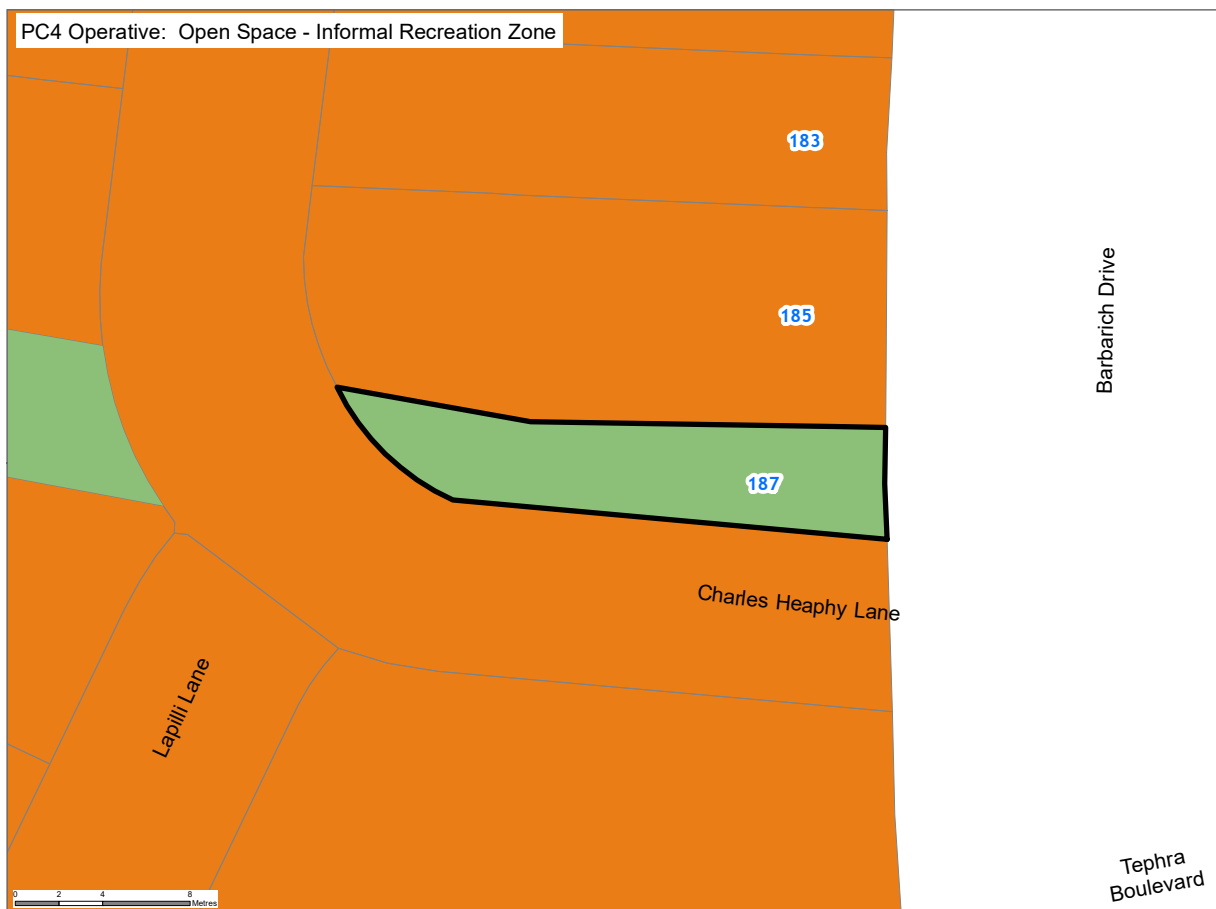 PC4 Operative:  Open Space - Informal Recreation Zone
183
Barbarich Drive
185
187
Charles Heaphy Lane
Lapilli Lane
Tephra
Boulevard
0 2 4 8
Metres